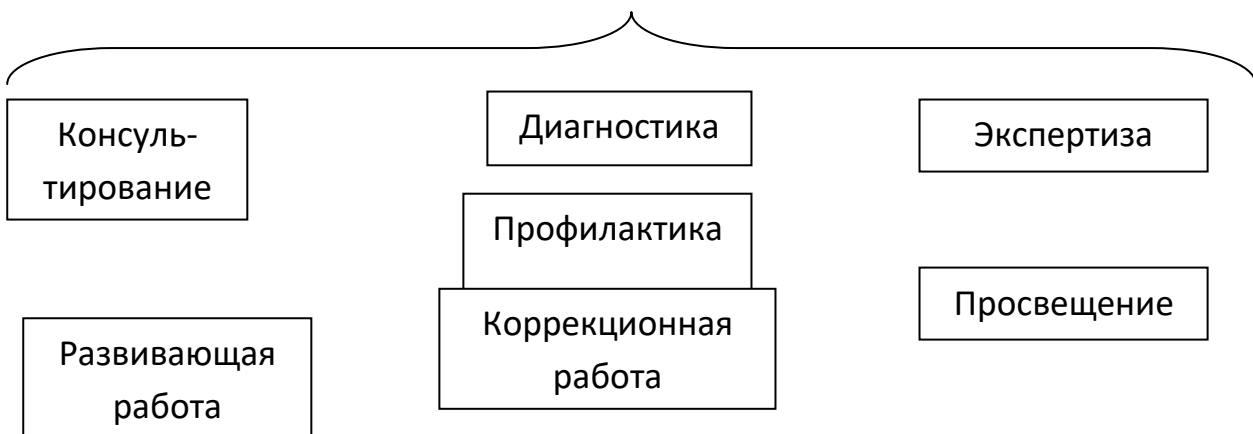 Консуль-
тирование
Диагностика
Экспертиза
Профилактика
Просвещение
Коррекционная
работа
Развивающая
работа